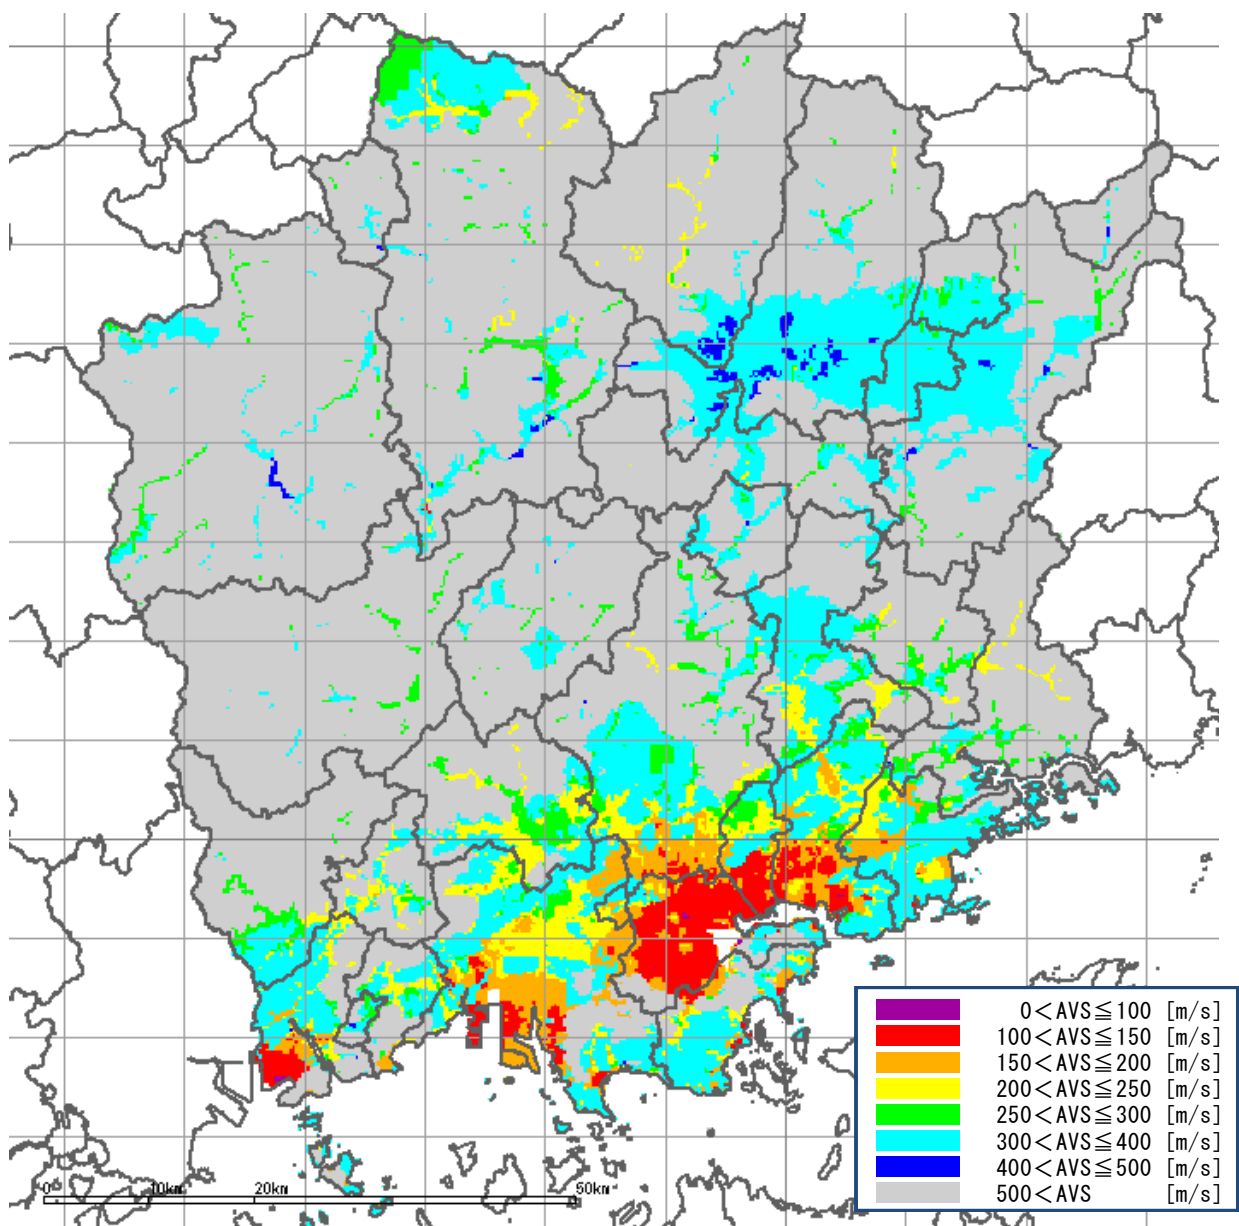 0<AVS≦100 [m/s]
100<AVS≦150 [m/s]
150<AVS≦200 [m/s]
200<AVS≦250 [m/s]
250<AVS≦300 [m/s]
300<AVS≦400 [m/s]
400<AVS≦500 [m/s]
500<AVS [m/s]
0 10km 20km 50km